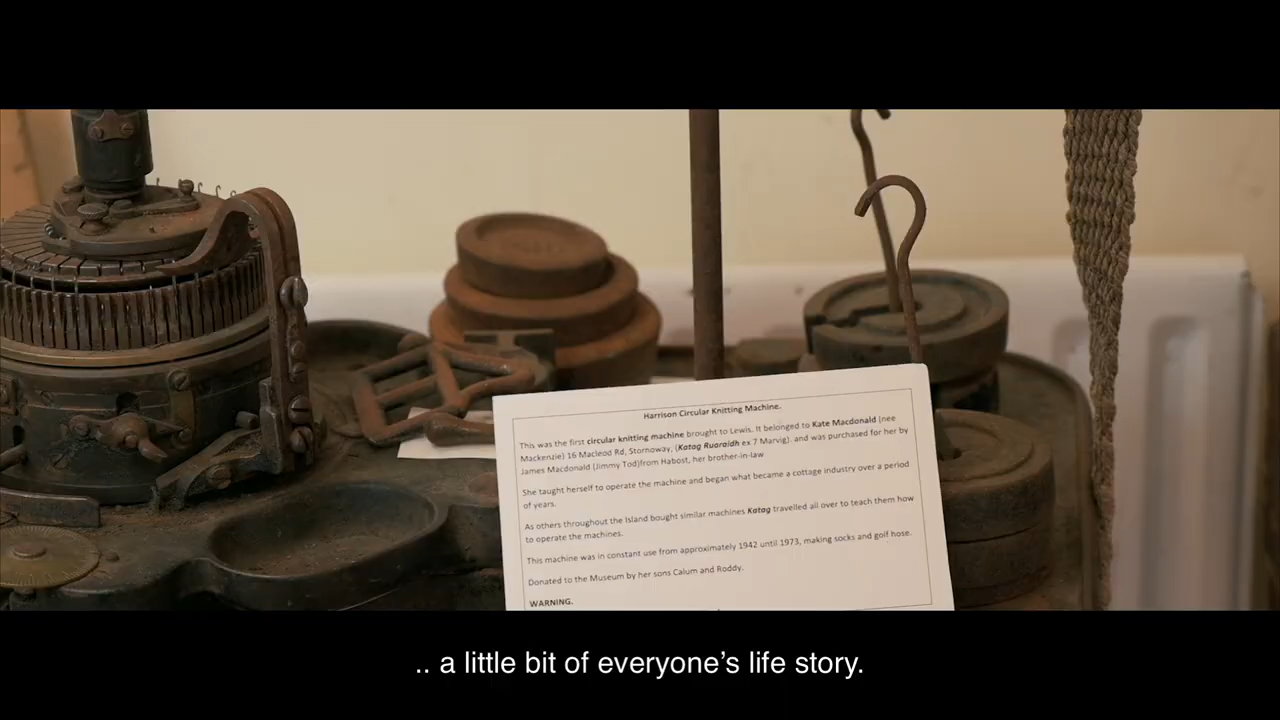 Harrison Circular Knitting Machine.
This was the first circular knitting machine brought to Lewis. It belonged to Kate Macdonald (nee
Mackenzie) 16 Macleod Rd, Stornoway, (Katag Ruaraidh ex 7 Marvig). and was purchased for her by
James Macdonald (Jimmy Tod)from Habost, her brother-in-law
She taught herself to operate the machine and began what became a cottage industry over a period
of years.
As others throughout the Island bought similar machines Katag travelled all over to teach them how
to operate the machines.
This machine was in constant use from approximately 1942 until 1973, making socks and golf hose.
Donated to the Museum by her sons Calum and Roddy.
WARNING.
.. a little bit of everyone’s life story.